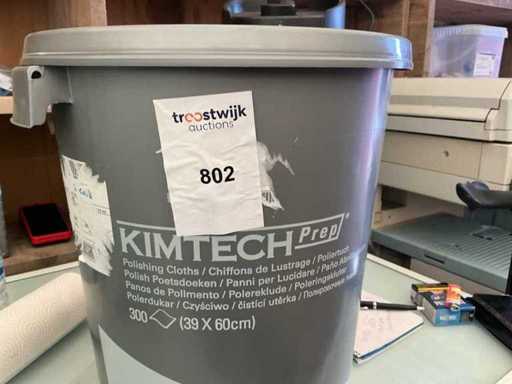 troostwijk
auctions
802
KIMTECH Prep®
Polishing Cloths / Chiffons de Lustrage / Poliertuch
Polish Poetsdoeken / Panni per Lucidare / Paño Abr
Panos de Polimento / Polereklude / Poleringskluter
Polerdukar / Czyściwo / čistící utěrka / Полировочн
300 (39 X 60cm)